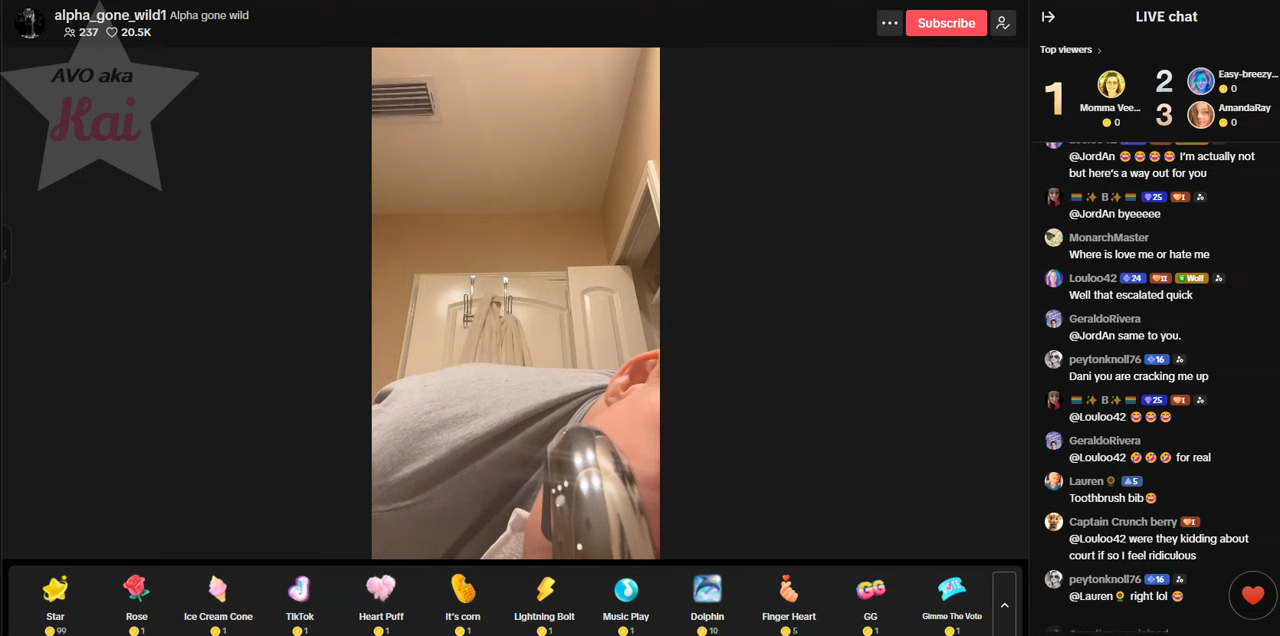 alpha_gone_wild1 Alpha gone wild
237 20.5K
Subscribe
AVO aka
Kai
LIVE chat
Top viewers
1
Momma Vee...
0
2
Easy-breezy...
0
3
AmandaRay
0
@JordAn I'm actually not
but here's a way out for you
B 25 I
@JordAn byeeeee
MonarchMaster
Where is love me or hate me
Louloo42 24 II Wolf
Well that escalated quick
GeraldoRivera
@JordAn same to you.
peytonknoll76 16
Dani you are cracking me up
B 25 I
@Louloo42
GeraldoRivera
@Louloo42 for real
Lauren 5
Toothbrush bib
Captain Crunch berry I
@Louloo42 were they kidding about
court if so I feel ridiculous
peytonknoll76 16
@Lauren right lol
Star
99
Rose
1
Ice Cream Cone
1
TikTok
1
Heart Puff
1
It's corn
1
Lightning Bolt
1
Music Play
1
Dolphin
10
Finger Heart
5
GG
GG
1
Gimme The Vote
1